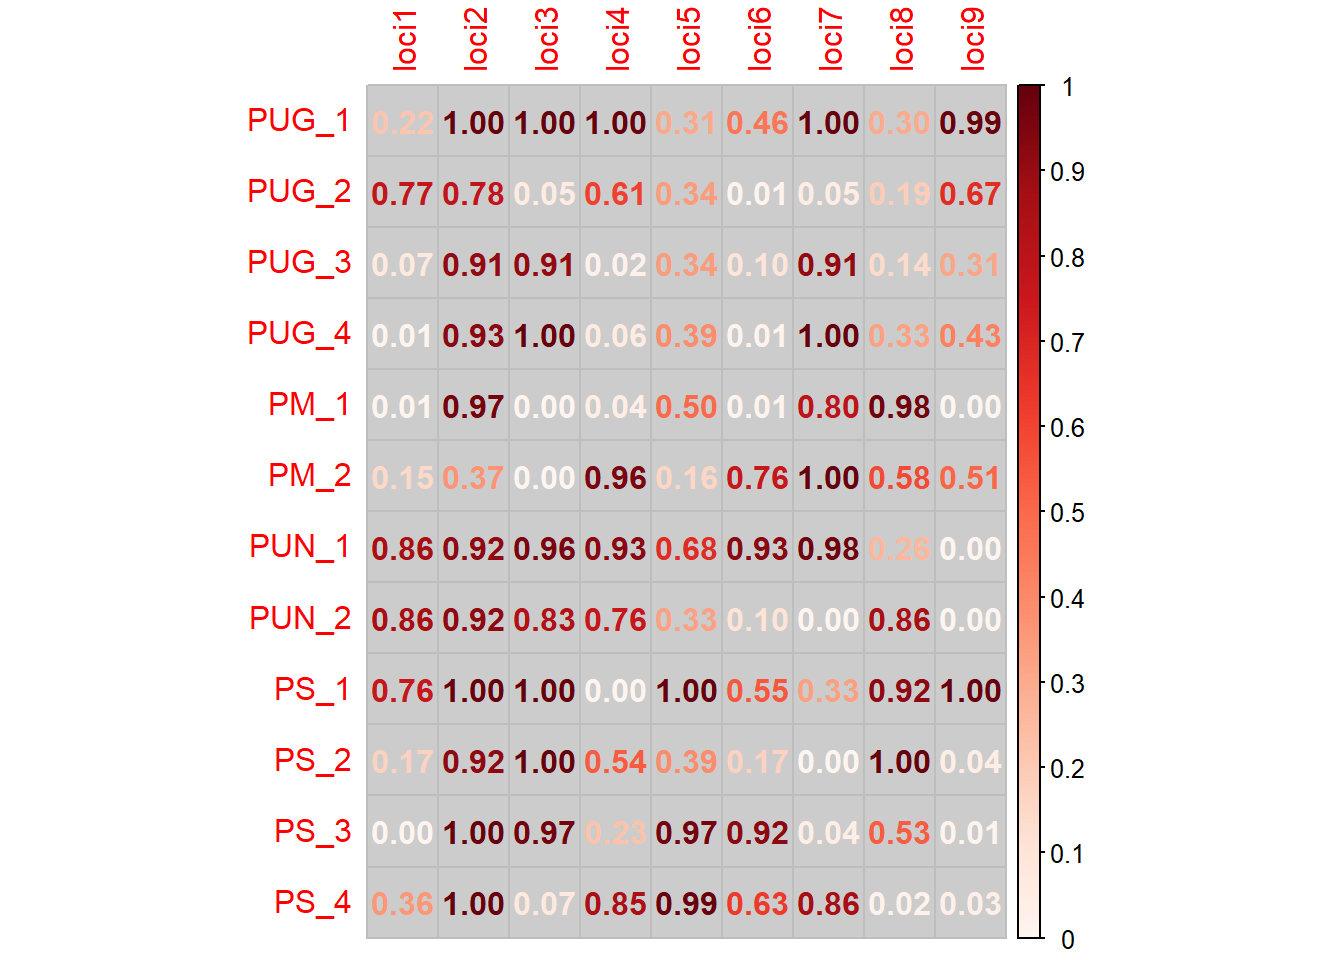 loci1 loci2 loci3 loci4 loci5 loci6 loci7 loci8 loci9
PUG_1 0.22 1.00 1.00 1.00 0.31 0.46 1.00 0.30 0.99
PUG_2 0.77 0.78 0.05 0.61 0.34 0.01 0.05 0.19 0.67
PUG_3 0.07 0.91 0.91 0.02 0.34 0.10 0.91 0.14 0.31
PUG_4 0.01 0.93 1.00 0.06 0.39 0.01 1.00 0.33 0.43
PM_1 0.01 0.97 0.00 0.04 0.50 0.01 0.80 0.98 0.00
PM_2 0.15 0.37 0.00 0.96 0.16 0.76 1.00 0.58 0.51
PUN_1 0.86 0.92 0.96 0.93 0.68 0.93 0.98 0.26 0.00
PUN_2 0.86 0.92 0.83 0.76 0.33 0.10 0.00 0.86 0.00
PS_1 0.76 1.00 1.00 0.00 1.00 0.55 0.33 0.92 1.00
PS_2 0.17 0.92 1.00 0.54 0.39 0.17 0.00 1.00 0.04
PS_3 0.00 1.00 0.97 0.23 0.97 0.92 0.04 0.53 0.01
PS_4 0.36 1.00 0.07 0.85 0.99 0.63 0.86 0.02 0.03
1
0.9
0.8
0.7
0.6
0.5
0.4
0.3
0.2
0.1
0